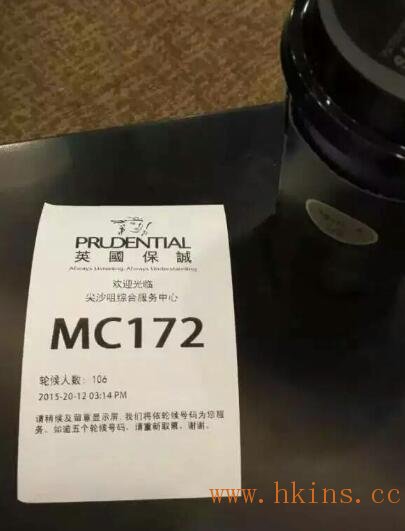 PRUDENTIAL
英國保誠
Always Listening. Always Understanding
欢迎光临
尖沙咀综合服务中心
MC172
轮候人数: 106
2015-20-12 03:14 PM
请稍候及留意显示屏, 我们将依轮候号码为您服
务。如逾五个轮候号码, 请重新取票。谢谢。
www.hkins.cc